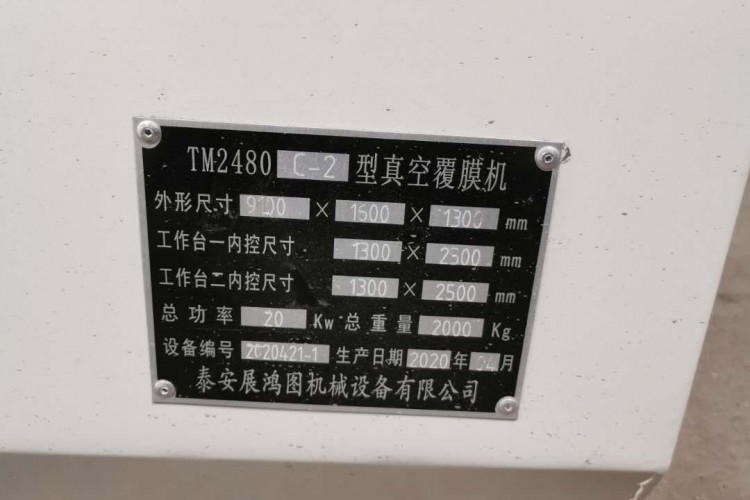 TM2480 C-2 型真空覆膜机
外形尺寸 9100 × 1600 × 1300 mm
工作台一内控尺寸 1300 × 2500 mm
工作台二内控尺寸 1300 × 2500 mm
总功率 20 Kw 总重量 2000 Kg
设备编号 2020421-1 生产日期 2020 年 04 月
泰安展鸿图机械设备有限公司